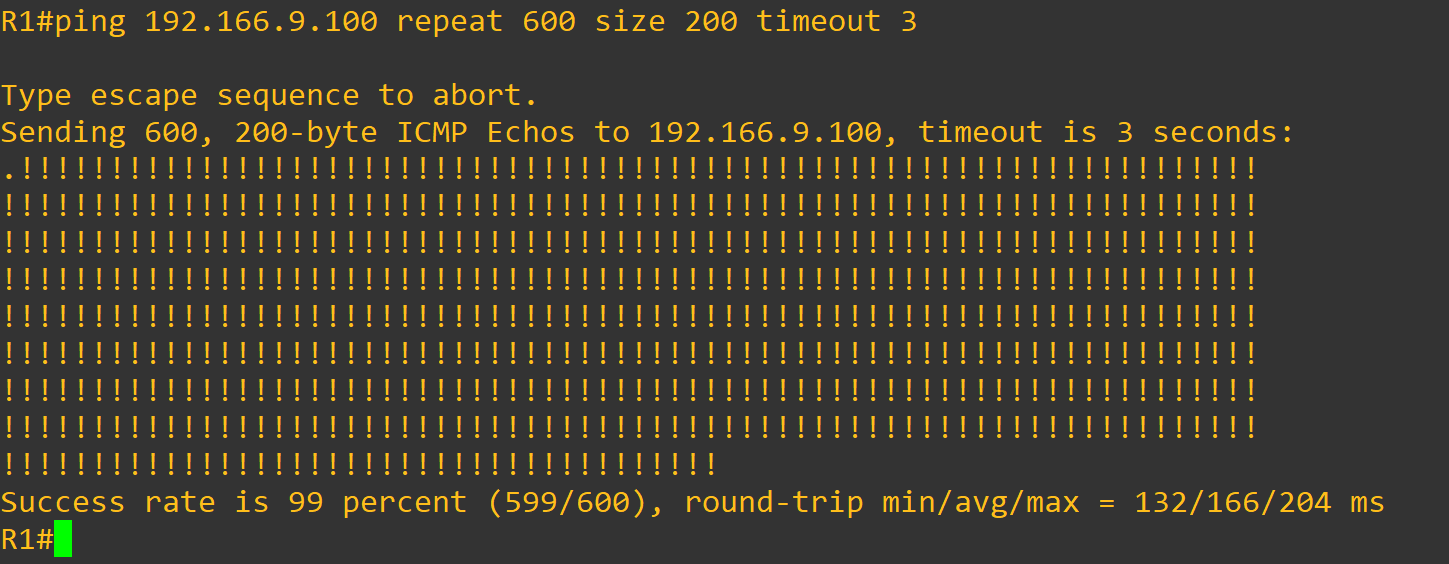 R1#ping 192.166.9.100 repeat 600 size 200 timeout 3
Type escape sequence to abort.
Sending 600, 200-byte ICMP Echos to 192.166.9.100, timeout is 3 seconds:
.!!!!!!!!!!!!!!!!!!!!!!!!!!!!!!!!!!!!!!!!!!!!!!!!!!!!!!!!!!!!!!!!!!!!!
!!!!!!!!!!!!!!!!!!!!!!!!!!!!!!!!!!!!!!!!!!!!!!!!!!!!!!!!!!!!!!!!!!!!!!
!!!!!!!!!!!!!!!!!!!!!!!!!!!!!!!!!!!!!!!!!!!!!!!!!!!!!!!!!!!!!!!!!!!!!!
!!!!!!!!!!!!!!!!!!!!!!!!!!!!!!!!!!!!!!!!!!!!!!!!!!!!!!!!!!!!!!!!!!!!!!
!!!!!!!!!!!!!!!!!!!!!!!!!!!!!!!!!!!!!!!!!!!!!!!!!!!!!!!!!!!!!!!!!!!!!!
!!!!!!!!!!!!!!!!!!!!!!!!!!!!!!!!!!!!!!!!!!!!!!!!!!!!!!!!!!!!!!!!!!!!!!
!!!!!!!!!!!!!!!!!!!!!!!!!!!!!!!!!!!!!!!!!!!!!!!!!!!!!!!!!!!!!!!!!!!!!!
!!!!!!!!!!!!!!!!!!!!!!!!!!!!!!!!!!!!!!!!!!!!!!!!!!!!!!!!!!!!!!!!!!!!!!
!!!!!!!!!!!!!!!!!!!!!!!!!!!!!!!!!!!!!!!!
Success rate is 99 percent (599/600), round-trip min/avg/max = 132/166/204 ms
R1#